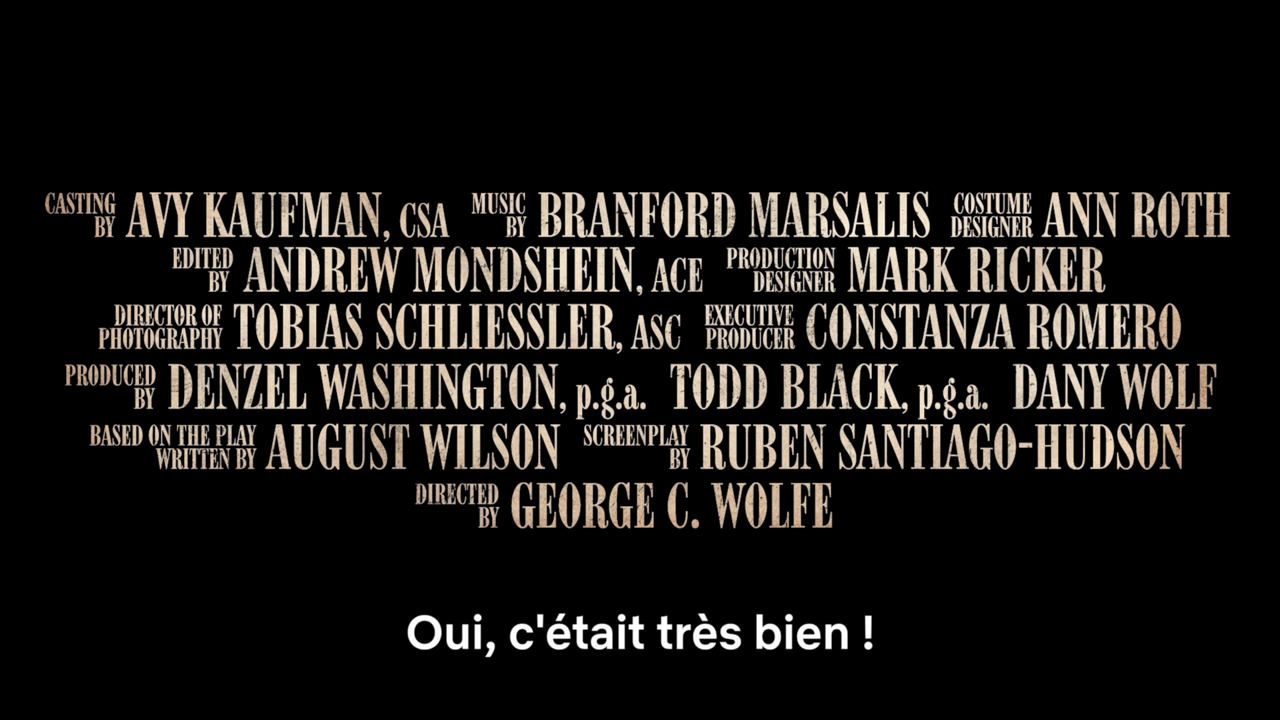 CASTING BY AVY KAUFMAN, CSA MUSIC BY BRANFORD MARSALIS COSTUME DESIGNER ANN ROTH
EDITED BY ANDREW MONDSHEIN, ACE PRODUCTION DESIGNER MARK RICKER
DIRECTOR OF PHOTOGRAPHY TOBIAS SCHLIESSLER, ASC EXECUTIVE PRODUCER CONSTANZA ROMERO
PRODUCED BY DENZEL WASHINGTON, p.g.a. TODD BLACK, p.g.a. DANY WOLF
BASED ON THE PLAY WRITTEN BY AUGUST WILSON SCREENPLAY BY RUBEN SANTIAGO-HUDSON
DIRECTED BY GEORGE C. WOLFE
Oui, c'était très bien !